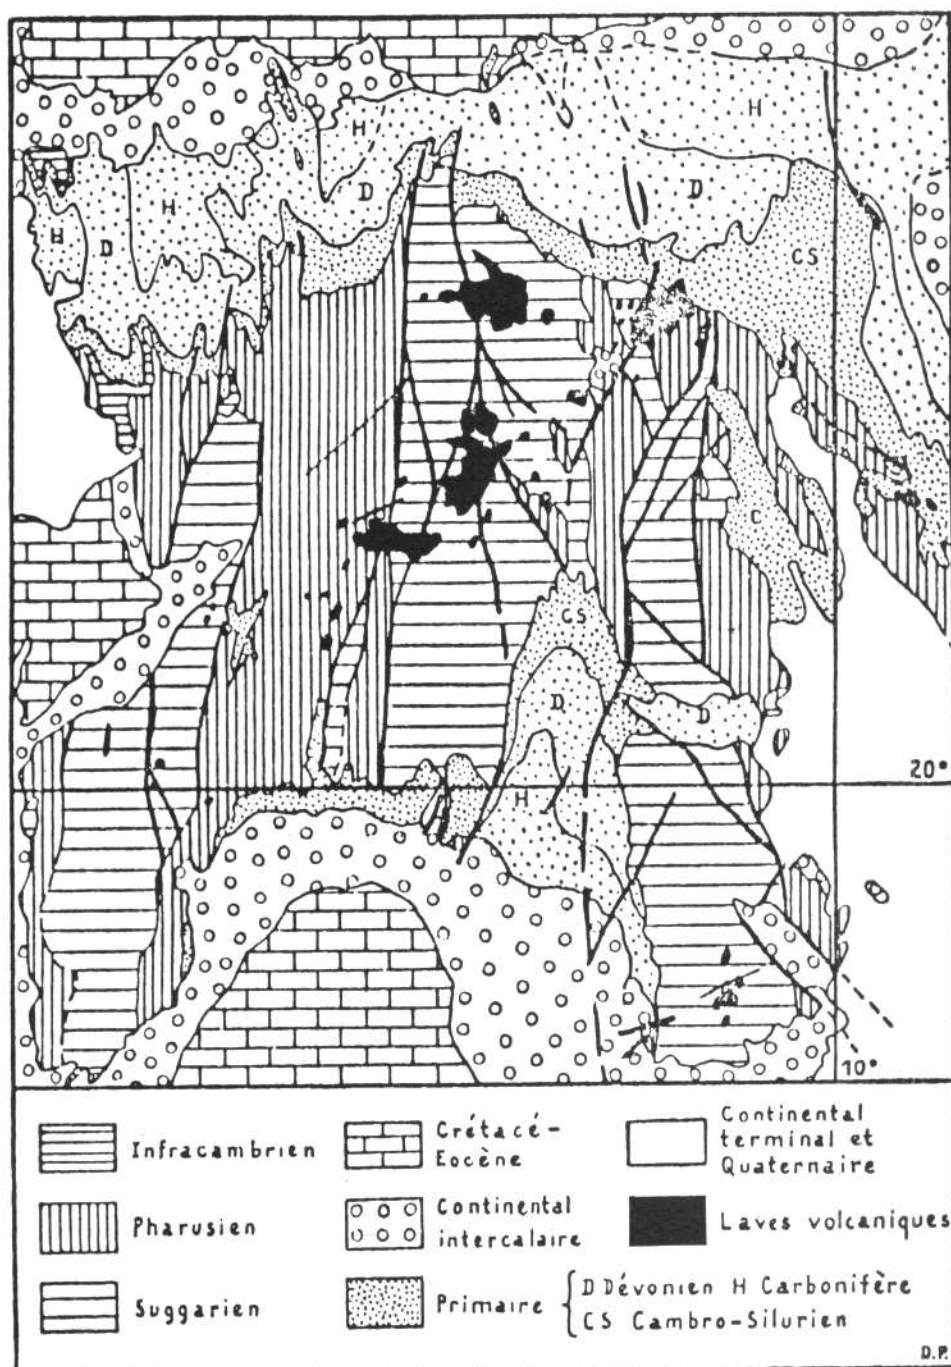 H
H
D
D
H
H
D
CS
C
CS
D
D
H
20°
10°
Infracambrien
Crétacé-
Eocène
Continental
terminal et
Quaternaire
Pharusien
Continental
intercalaire
Laves volcaniques
Suggarien
Primaire
D Dévonien H Carbonifère
CS Cambro-Silurien
D.P.